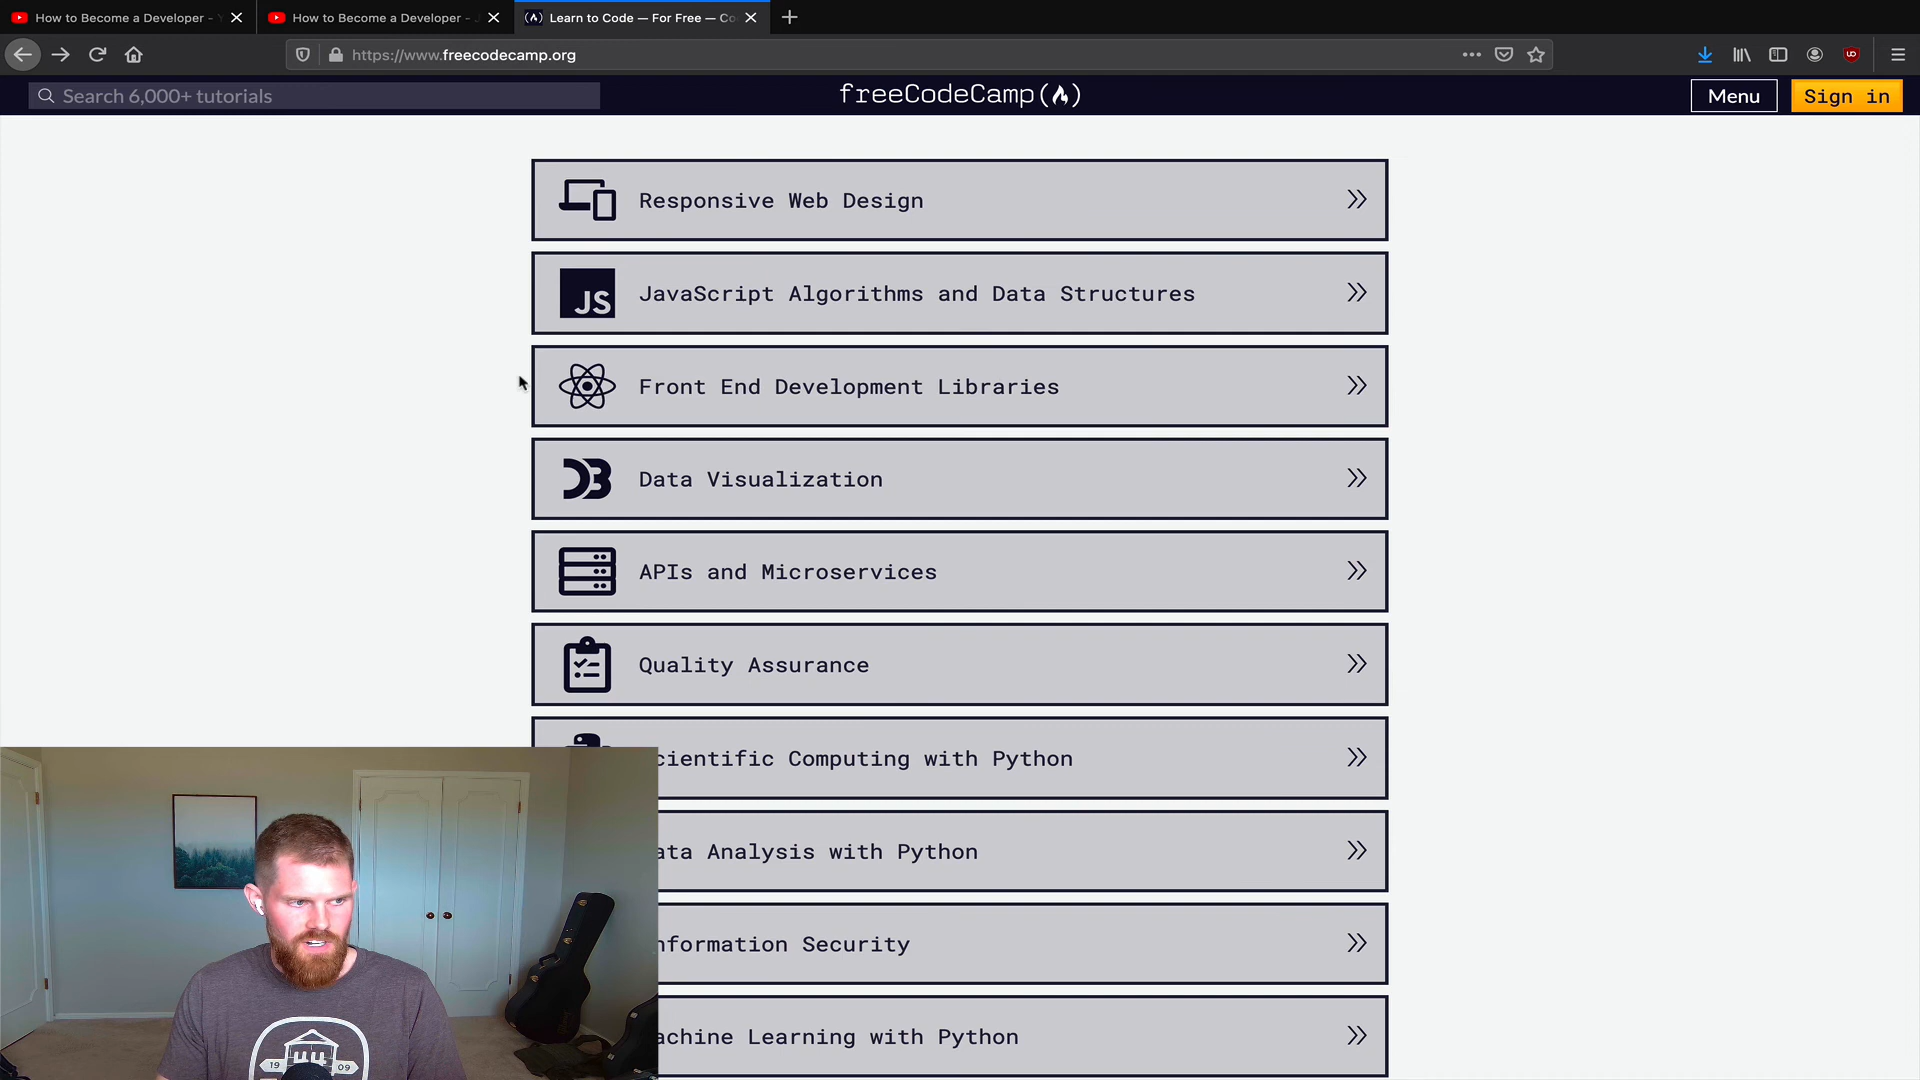 How to Become a Developer -
How to Become a Developer -
Learn to Code — For Free — Co
https://www.freecodecamp.org
Search 6,000+ tutorials
freeCodeCamp(🔥)
Menu
Sign in
Responsive Web Design
JS
JavaScript Algorithms and Data Structures
Front End Development Libraries
Data Visualization
APIs and Microservices
Quality Assurance
cientific Computing with Python
ata Analysis with Python
nformation Security
achine Learning with Python
19 09